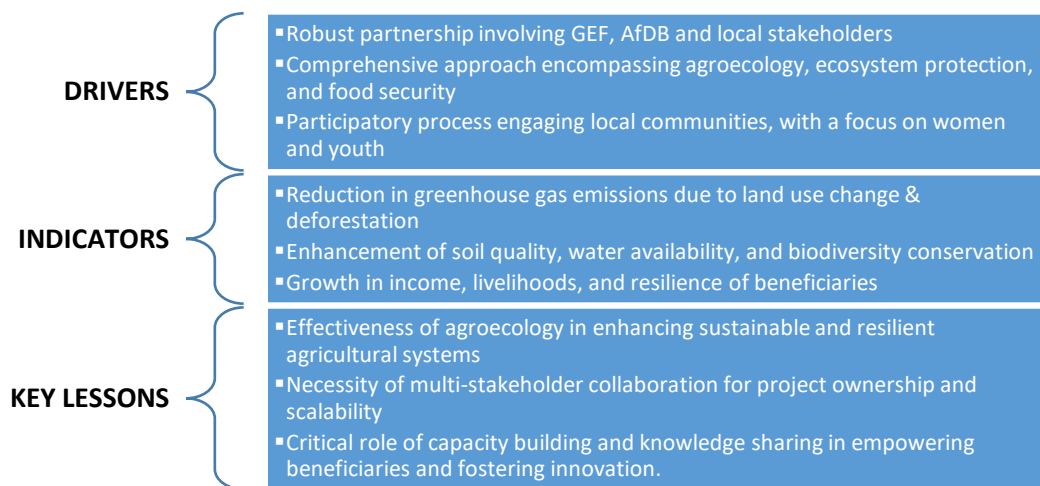 DRIVERS
▪Robust partnership involving GEF, AfDB and local stakeholders
▪Comprehensive approach encompassing agroecology, ecosystem protection,
and food security
▪Participatory process engaging local communities, with a focus on women
and youth
INDICATORS
▪Reduction in greenhouse gas emissions due to land use change &
deforestation
▪Enhancement of soil quality, water availability, and biodiversity conservation
▪Growth in income, livelihoods, and resilience of beneficiaries
KEY LESSONS
▪Effectiveness of agroecology in enhancing sustainable and resilient
agricultural systems
▪Necessity of multi-stakeholder collaboration for project ownership and
scalability
▪Critical role of capacity building and knowledge sharing in empowering
beneficiaries and fostering innovation.